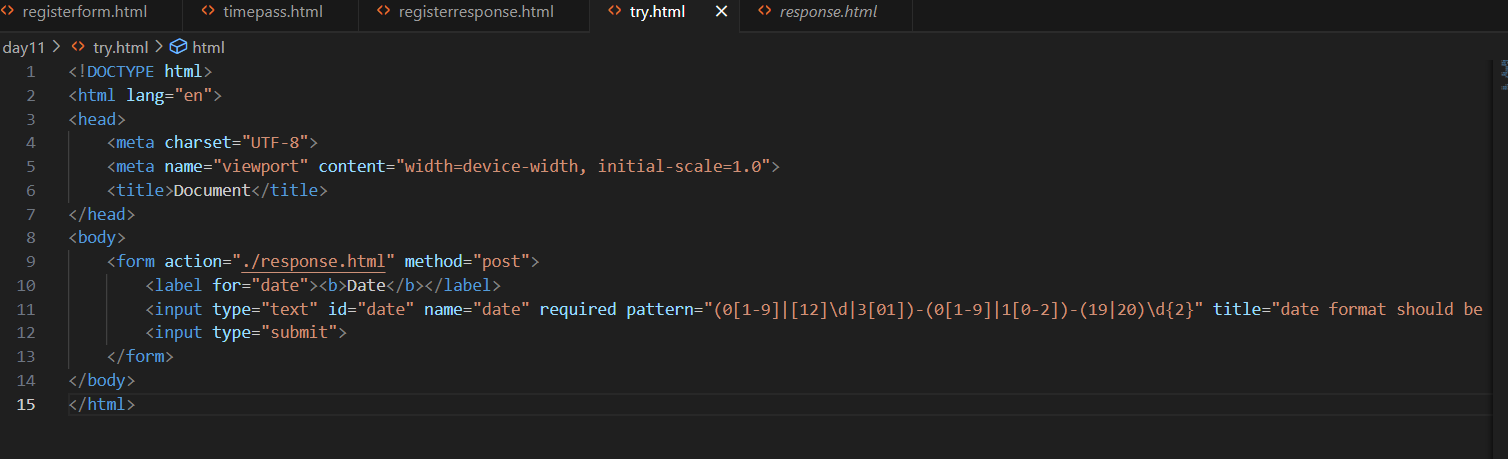 registerform.html timepass.html registerresponse.html try.html response.html
day11 > try.html > html
1 <!DOCTYPE html>
2 <html lang="en">
3 <head>
4     <meta charset="UTF-8">
5     <meta name="viewport" content="width=device-width, initial-scale=1.0">
6     <title>Document</title>
7 </head>
8 <body>
9     <form action="./response.html" method="post">
10         <label for="date"><b>Date</b></label>
11         <input type="text" id="date" name="date" required pattern="(0[1-9]|[12]\d|3[01])-(0[1-9]|1[0-2])-(19|20)\d{2}" title="date format should be
12         <input type="submit">
13     </form>
14 </body>
15 </html>